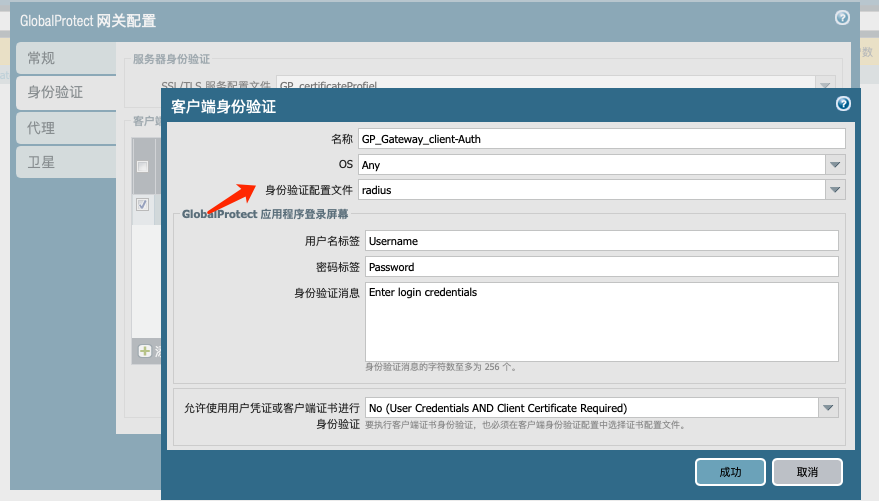 GlobalProtect 网关配置
常规
身份验证
代理
卫星
服务器身份验证
SSL/TLS 服务配置文件 GP_certificateProfiel
客户端
客户端身份验证
名称 GP_Gateway_client-Auth
OS Any
身份验证配置文件 radius
GlobalProtect 应用程序登录屏幕
用户名标签 Username
密码标签 Password
身份验证消息 Enter login credentials
身份验证消息的字符数至多为 256 个。
允许使用用户凭证或客户端证书进行
身份验证
No (User Credentials AND Client Certificate Required)
要执行客户端证书身份验证，也必须在客户端身份验证配置中选择证书配置文件。
成功
取消